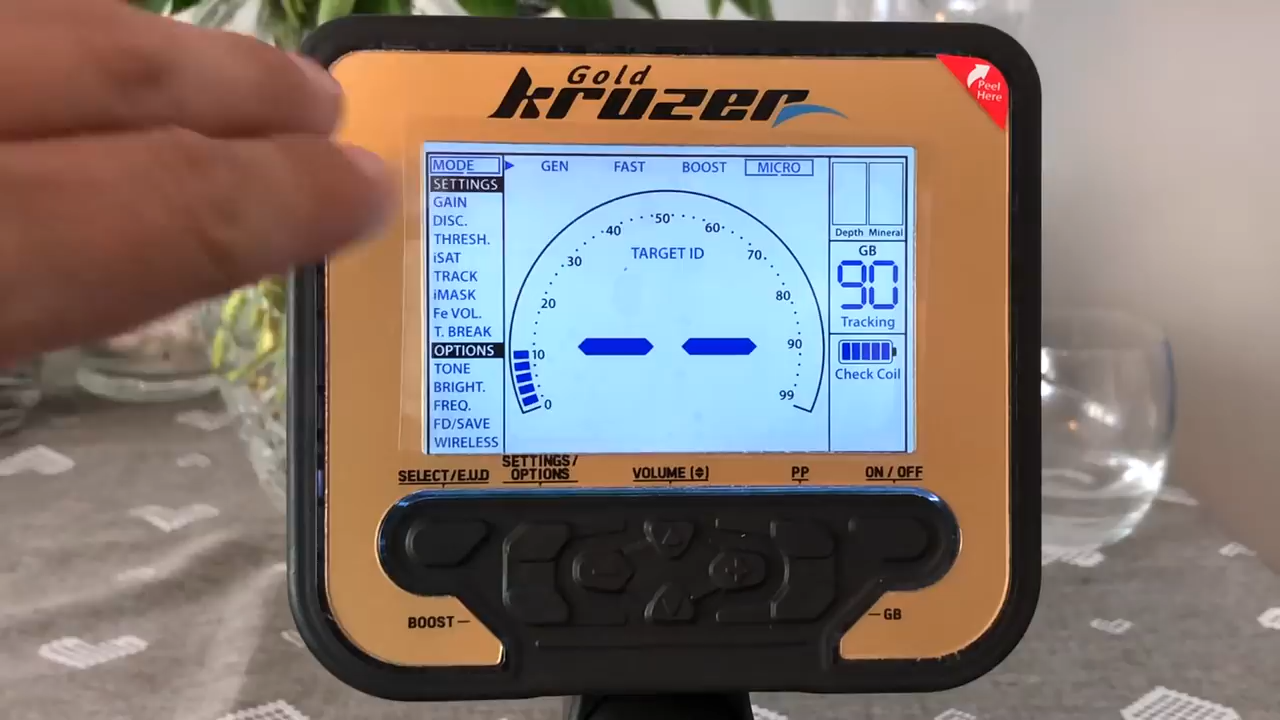 Gold
kruzer
Peel
Here
MODE
GEN FAST BOOST MICRO
SETTINGS
GAIN
DISC.
THRESH.
iSAT
TRACK
iMASK
Fe VOL.
T. BREAK
OPTIONS
TONE
BRIGHT.
FREQ.
FD/SAVE
WIRELESS
TARGET ID
0
10
20
30
40
50
60
70
80
90
99
Depth Mineral
GB
90
Tracking
Check Coil
SELECT/E.U.D
SETTINGS/
OPTIONS
VOLUME
PP
ON / OFF
BOOST
GB